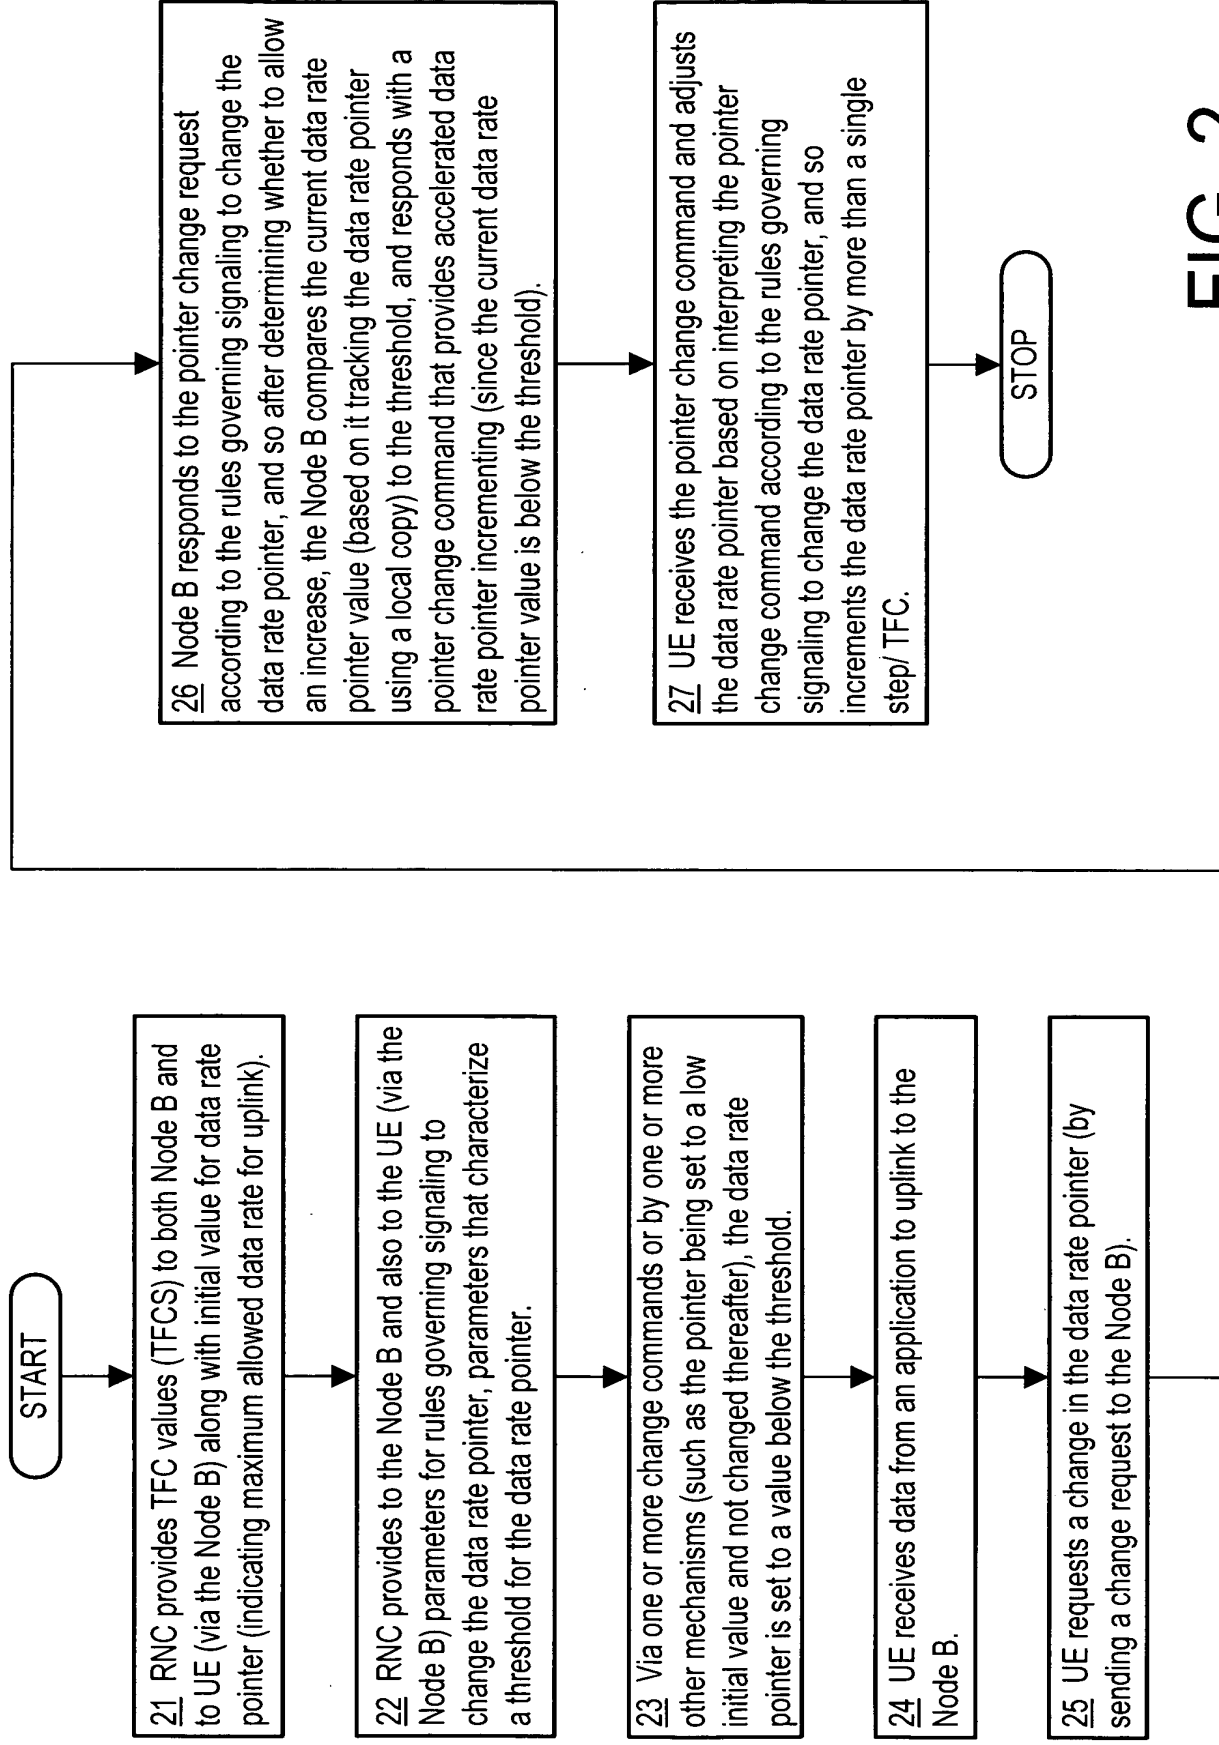 START
21 RNC provides TFC values (TFCS) to both Node B and
to UE (via the Node B) along with initial value for data rate
pointer (indicating maximum allowed data rate for uplink).
22 RNC provides to the Node B and also to the UE (via the
Node B) parameters for rules governing signaling to
change the data rate pointer, parameters that characterize
a threshold for the data rate pointer.
23 Via one or more change commands or by one or more
other mechanisms (such as the pointer being set to a low
initial value and not changed thereafter), the data rate
pointer is set to a value below the threshold.
24 UE receives data from an application to uplink to the
Node B.
25 UE requests a change in the data rate pointer (by
sending a change request to the Node B).
26 Node B responds to the pointer change request
according to the rules governing signaling to change the
data rate pointer, and so after determining whether to allow
an increase, the Node B compares the current data rate
pointer value (based on it tracking the data rate pointer
using a local copy) to the threshold, and responds with a
pointer change command that provides accelerated data
rate pointer incrementing (since the current data rate
pointer value is below the threshold).
27 UE receives the pointer change command and adjusts
the data rate pointer based on interpreting the pointer
change command according to the rules governing
signaling to change the data rate pointer, and so
increments the data rate pointer by more than a single
step/ TFC.
STOP
FIG. 2